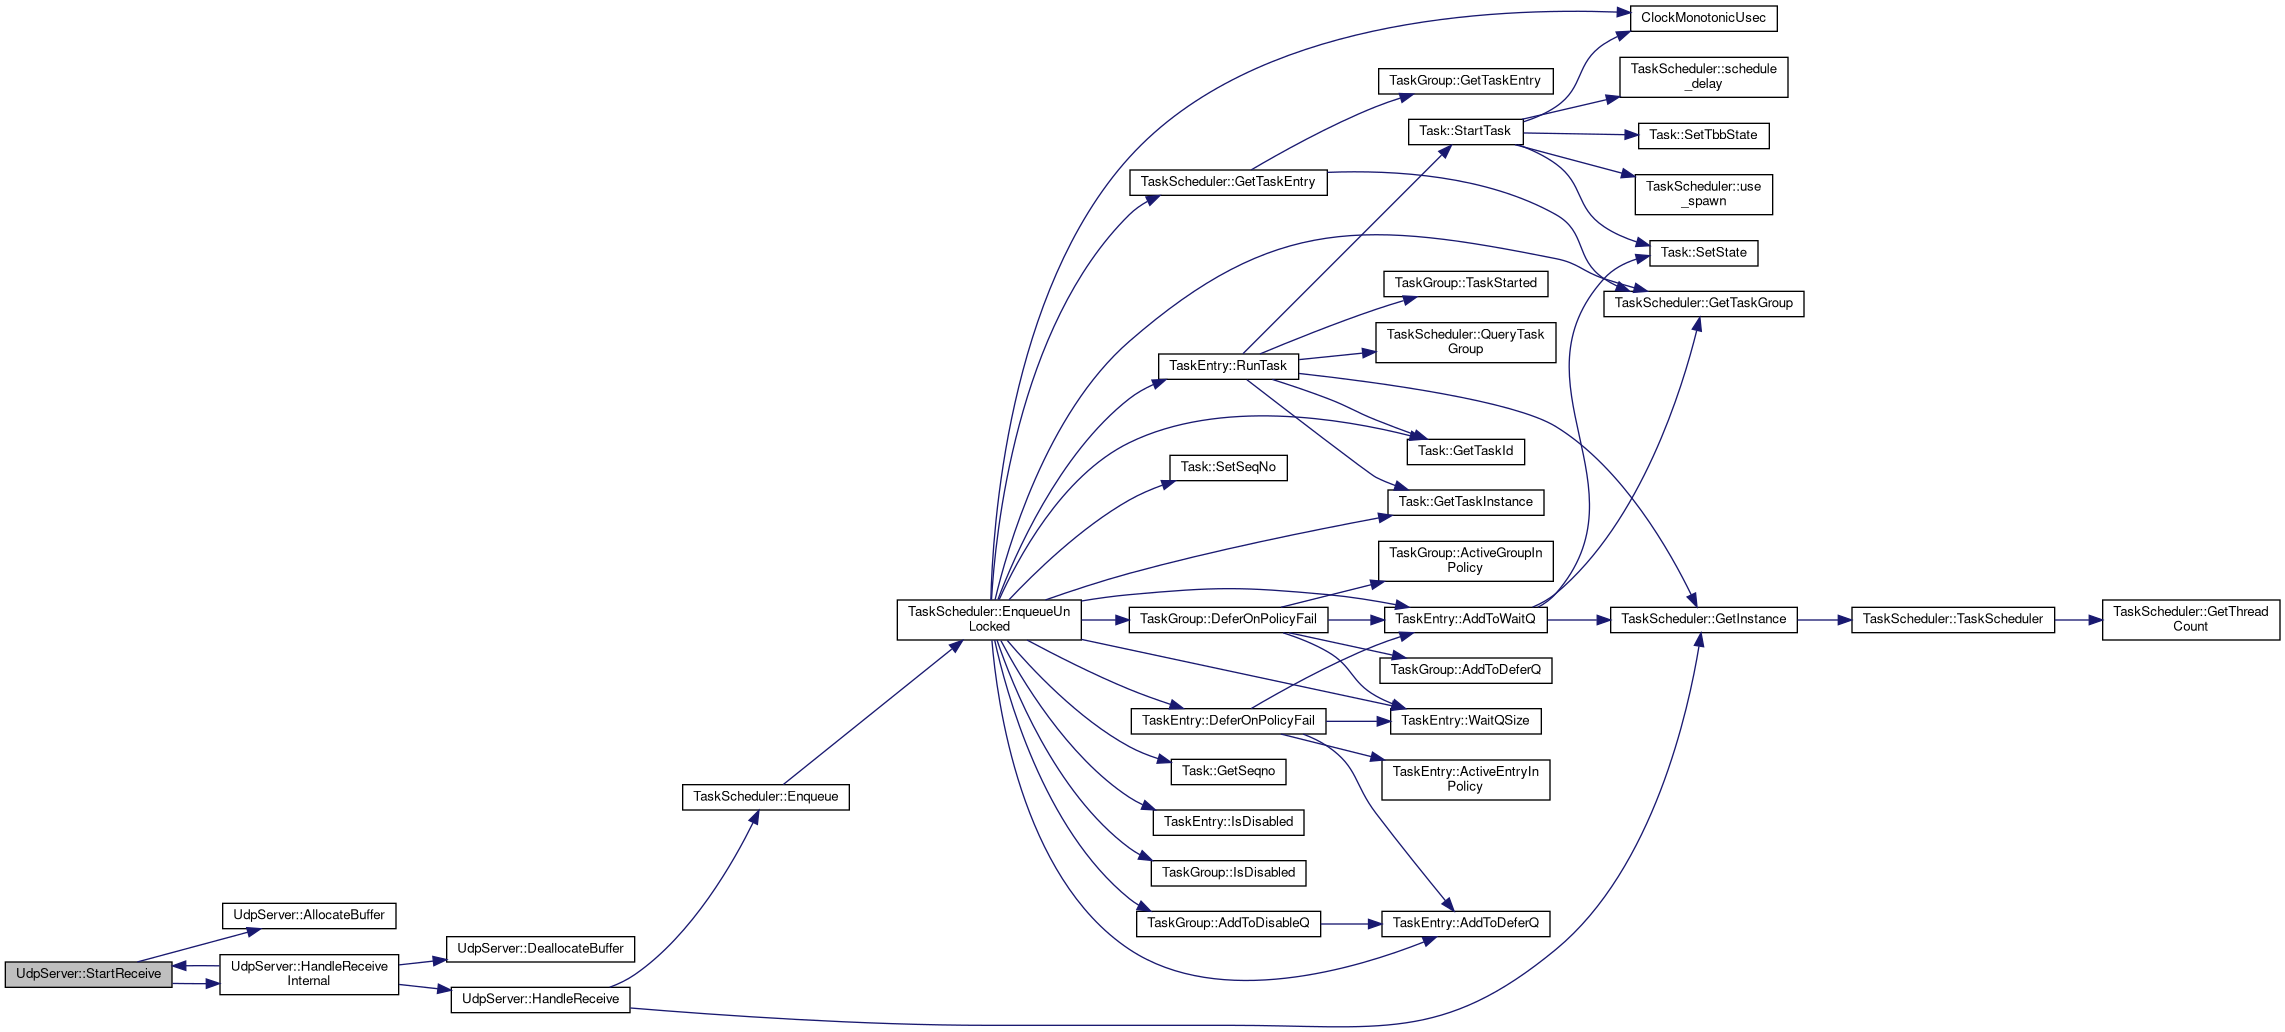 ClockMonotonicUsec
TaskScheduler::schedule
_delay
TaskGroup::GetTaskEntry
Task::StartTask
Task::SetTbbState
TaskScheduler::GetTaskEntry
TaskScheduler::use
_spawn
Task::SetState
TaskGroup::TaskStarted
TaskScheduler::GetTaskGroup
TaskScheduler::QueryTask
Group
TaskEntry::RunTask
Task::GetTaskId
Task::SetSeqNo
Task::GetTaskInstance
TaskGroup::ActiveGroupIn
Policy
TaskScheduler::EnqueueUn
Locked
TaskGroup::DeferOnPolicyFail
TaskEntry::AddToWaitQ
TaskScheduler::GetInstance
TaskScheduler::TaskScheduler
TaskScheduler::GetThread
Count
TaskGroup::AddToDeferQ
TaskEntry::DeferOnPolicyFail
TaskEntry::WaitQSize
Task::GetSeqno
TaskEntry::ActiveEntryIn
Policy
TaskScheduler::Enqueue
TaskEntry::IsDisabled
TaskGroup::IsDisabled
UdpServer::AllocateBuffer
TaskGroup::AddToDisableQ
TaskEntry::AddToDeferQ
UdpServer::DeallocateBuffer
UdpServer::StartReceive
UdpServer::HandleReceive
Internal
UdpServer::HandleReceive